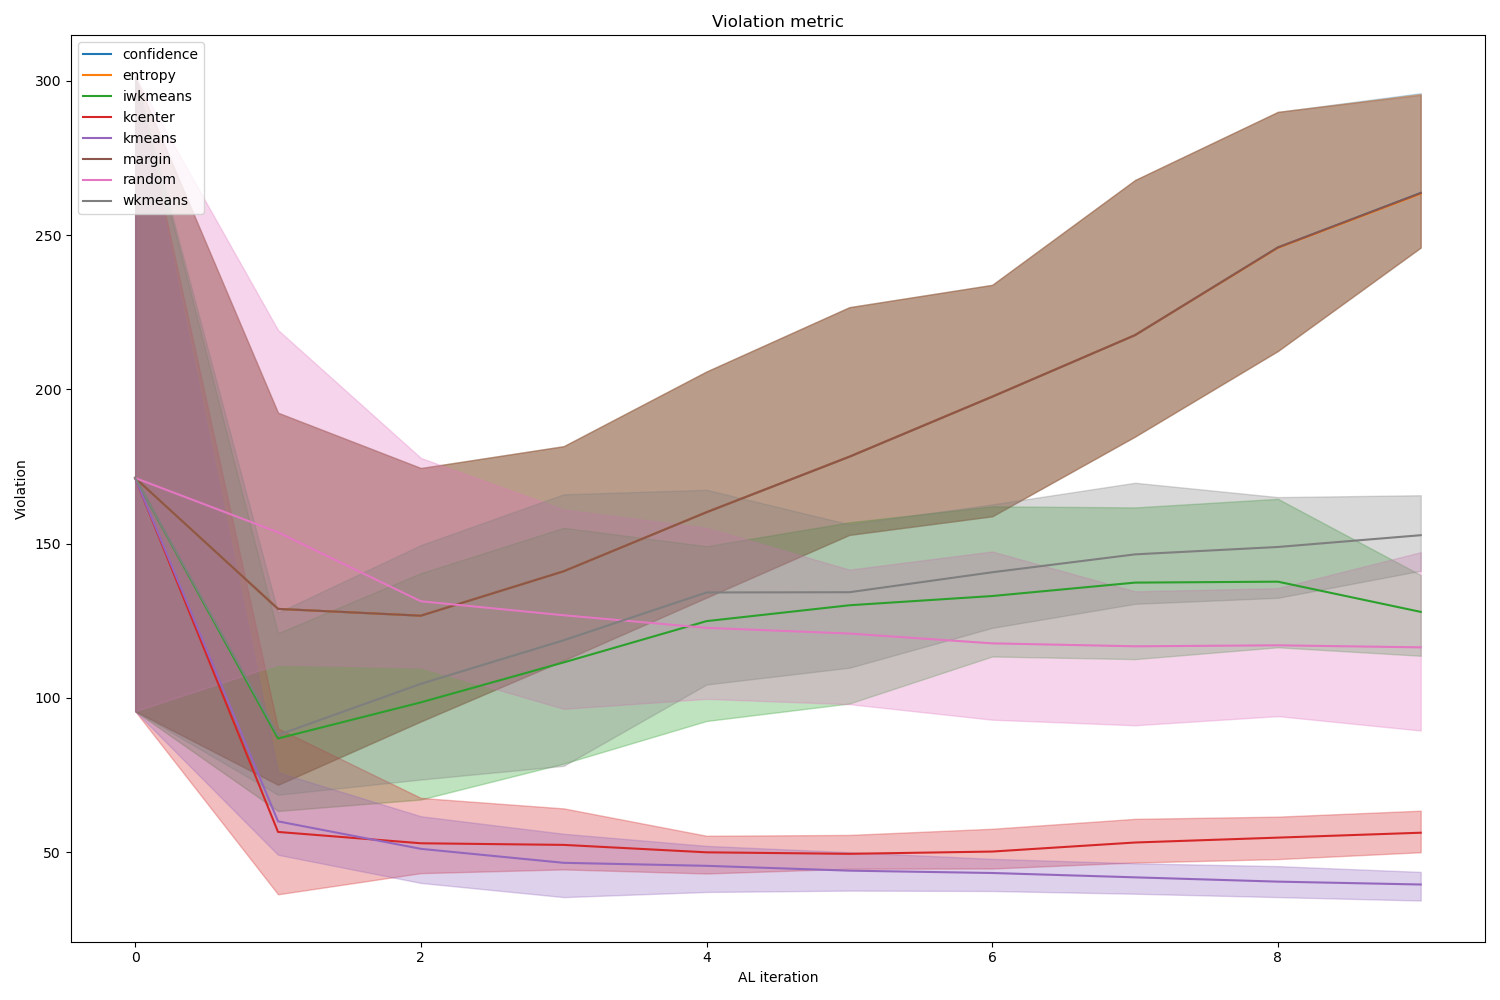 Violation metric
confidence
entropy
iwkmeans
kcenter
kmeans
margin
random
wkmeans
300
250
200
150
100
50
Violation
0 2 4 6 8
AL iteration